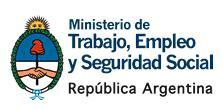 Ministerio de
Trabajo, Empleo
y Seguridad Social
República Argentina